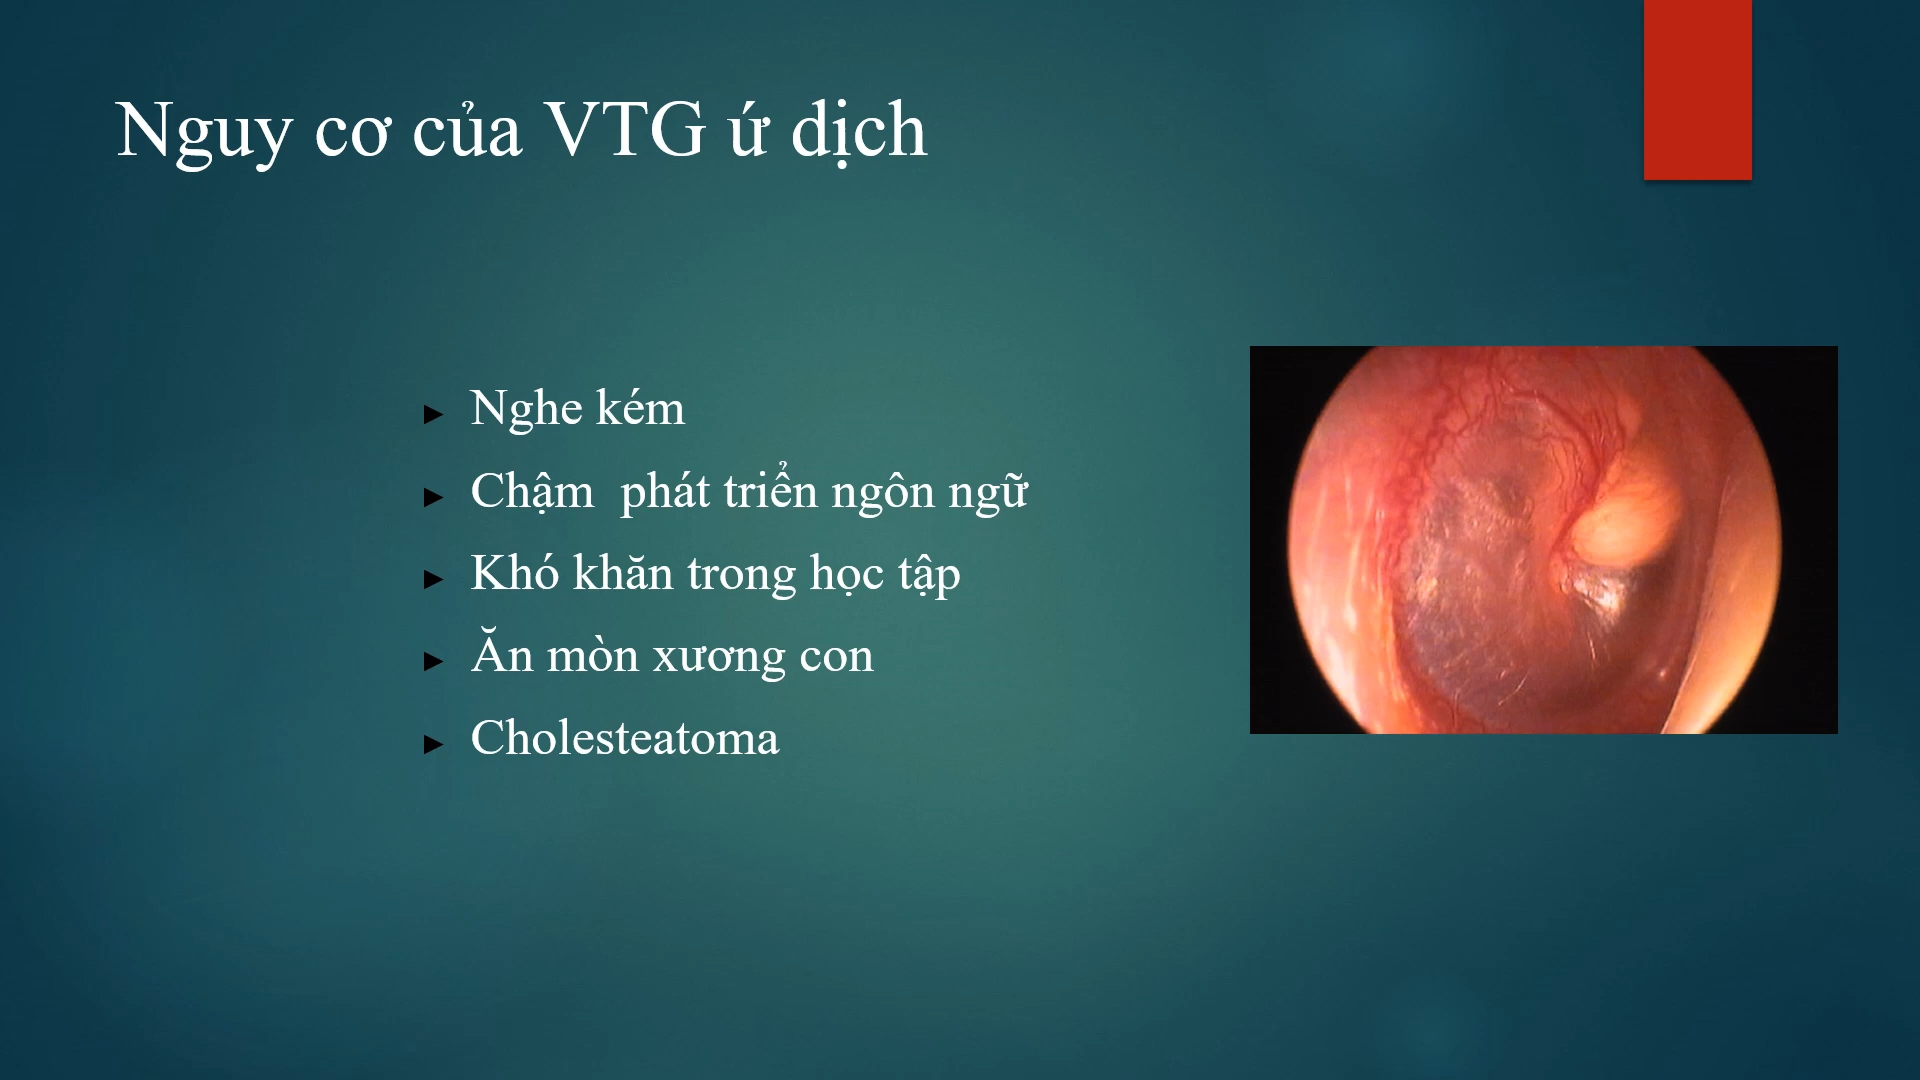 Nguy cơ của VTG ứ dịch
Nghe kém
Chậm  phát triển ngôn ngữ
Khó khăn trong học tập
Ăn mòn xương con
Cholesteatoma